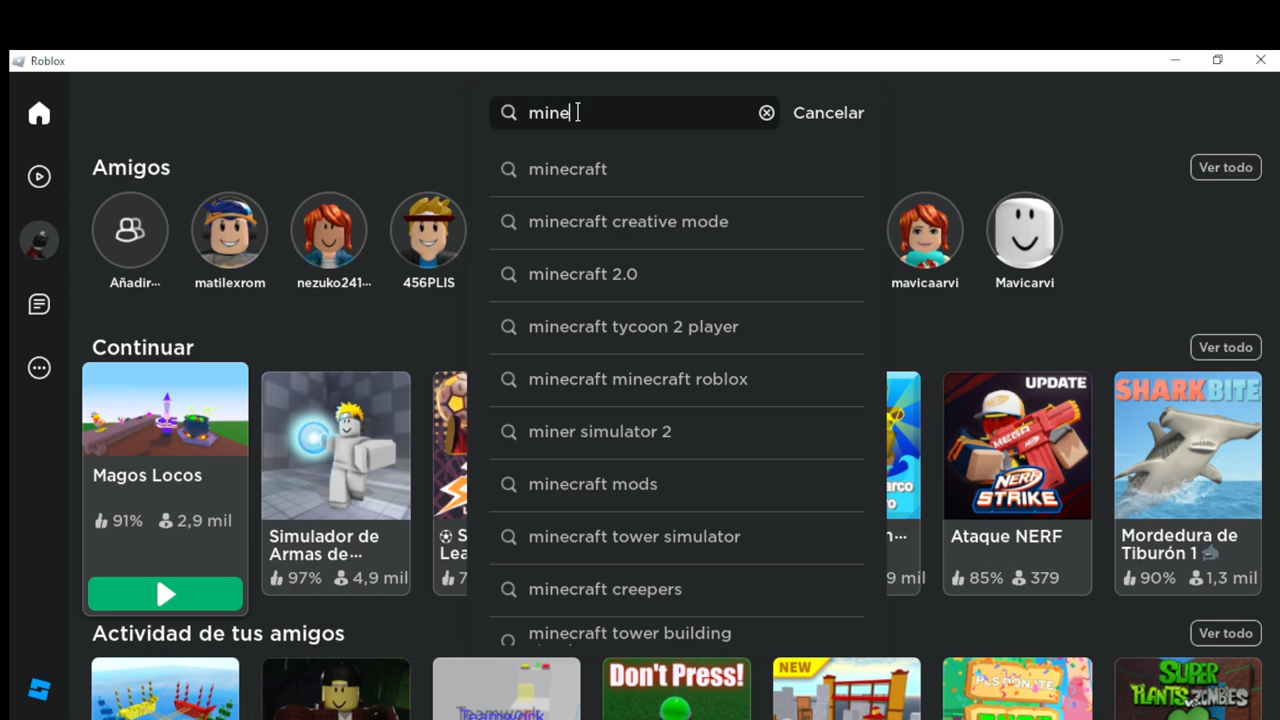 Roblox
mine
Cancelar
minecraft
minecraft creative mode
minecraft 2.0
minecraft tycoon 2 player
minecraft minecraft roblox
miner simulator 2
minecraft mods
minecraft tower simulator
minecraft creepers
minecraft tower building
Amigos
Ver todo
Añadir...
matilexrom
nezuko241...
456PLIS
mavicaarvi
Mavicarvi
Continuar
Ver todo
Magos Locos
91% 2,9 mil
Simulador de
Armas de...
97% 4,9 mil
UPDATE
MEGA
NERF
STRIKE
Ataque NERF
85% 379
SHARKBITE
Mordedura de
Tiburón 1
90% 1,3 mil
Actividad de tus amigos
Ver todo
Teamwork
Don't Press!
NEW
PLS DONATE
SUPER
PLANTS ZOMBIES